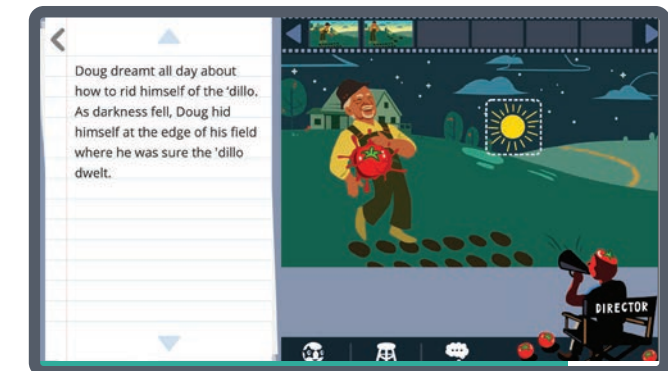 Doug dreamt all day about
how to rid himself of the ‘dillo.
As darkness fell, Doug hid
himself at the edge of his field
where he was sure the 'dillo
dwelt.
DIRECTOR